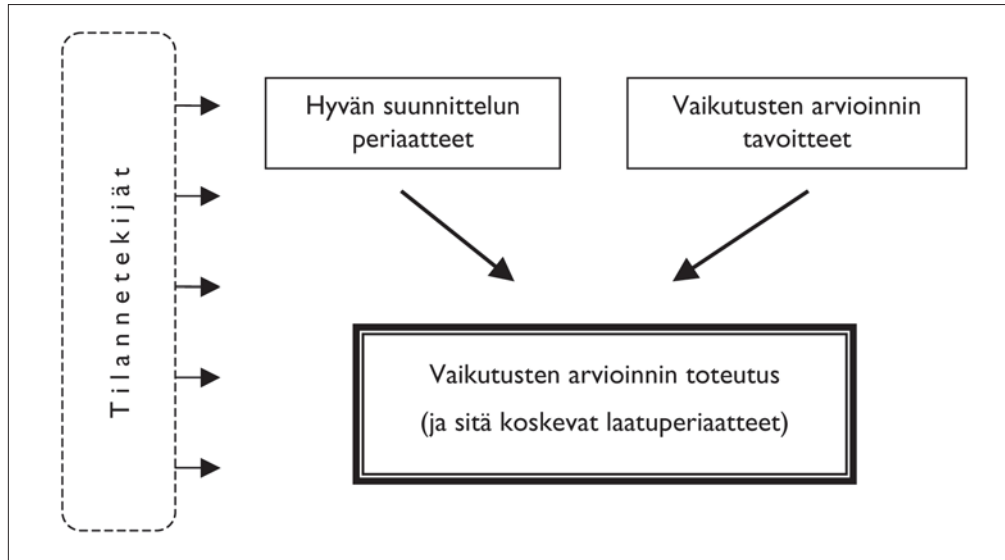 Tilannetekijät
Hyvän suunnittelun
periaatteet
Vaikutusten arvioinnin
tavoitteet
Vaikutusten arvioinnin toteutus
(ja sitä koskevat laatuperiaatteet)